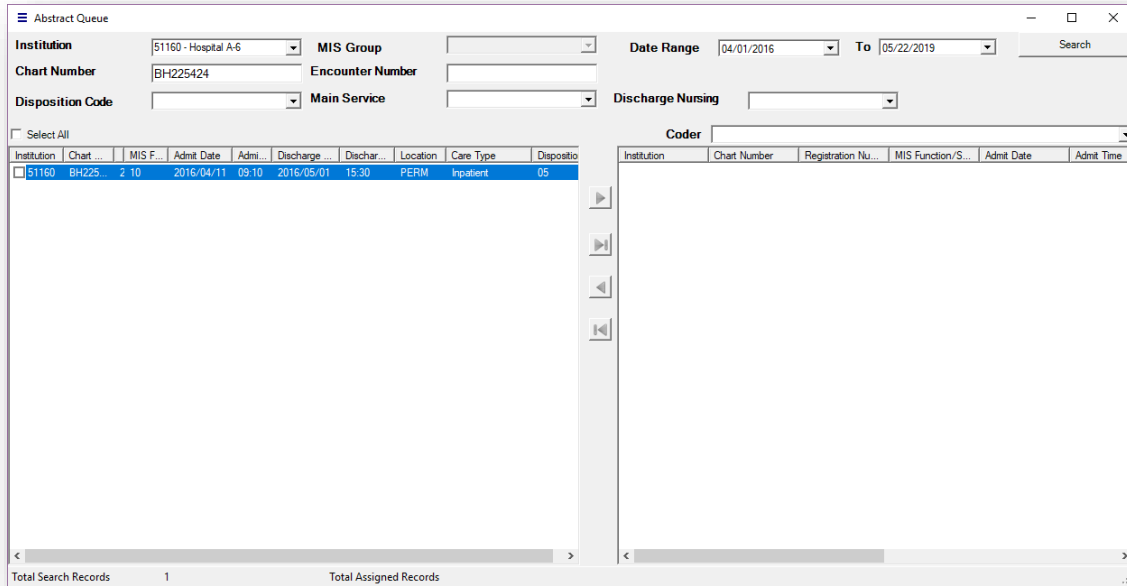 Abstract Queue
Institution 51160 - Hospital A-6 MIS Group Date Range 04/01/2016 To 05/22/2019 Search
Chart Number BH225424 Encounter Number
Disposition Code Main Service Discharge Nursing
Select All Coder
Institution Chart ... MIS F... Admit Date Admi... Discharge ... Dischar... Location Care Type Dispositio Institution Chart Number Registration Nu... MIS Function/S... Admit Date Admit Time
51160 BH225... 2 10 2016/04/11 09:10 2016/05/01 15:30 PERM Inpatient 05
Total Search Records 1 Total Assigned Records